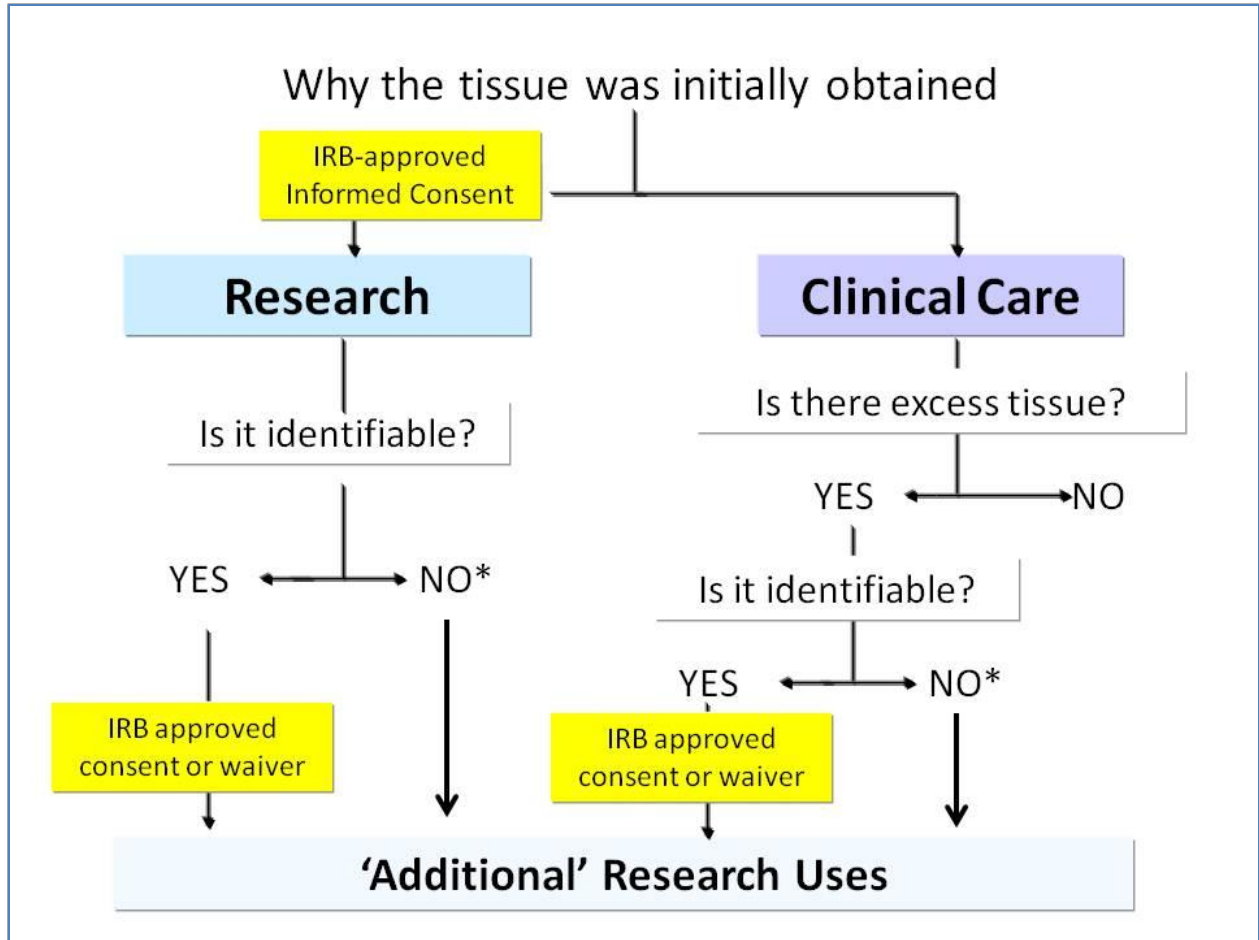 Why the tissue was initially obtained
IRB-approved
Informed Consent
Research
Clinical Care
Is it identifiable?
Is there excess tissue?
YES
NO
YES
NO*
Is it identifiable?
YES
NO*
IRB approved
consent or waiver
IRB approved
consent or waiver
‘Additional’ Research Uses